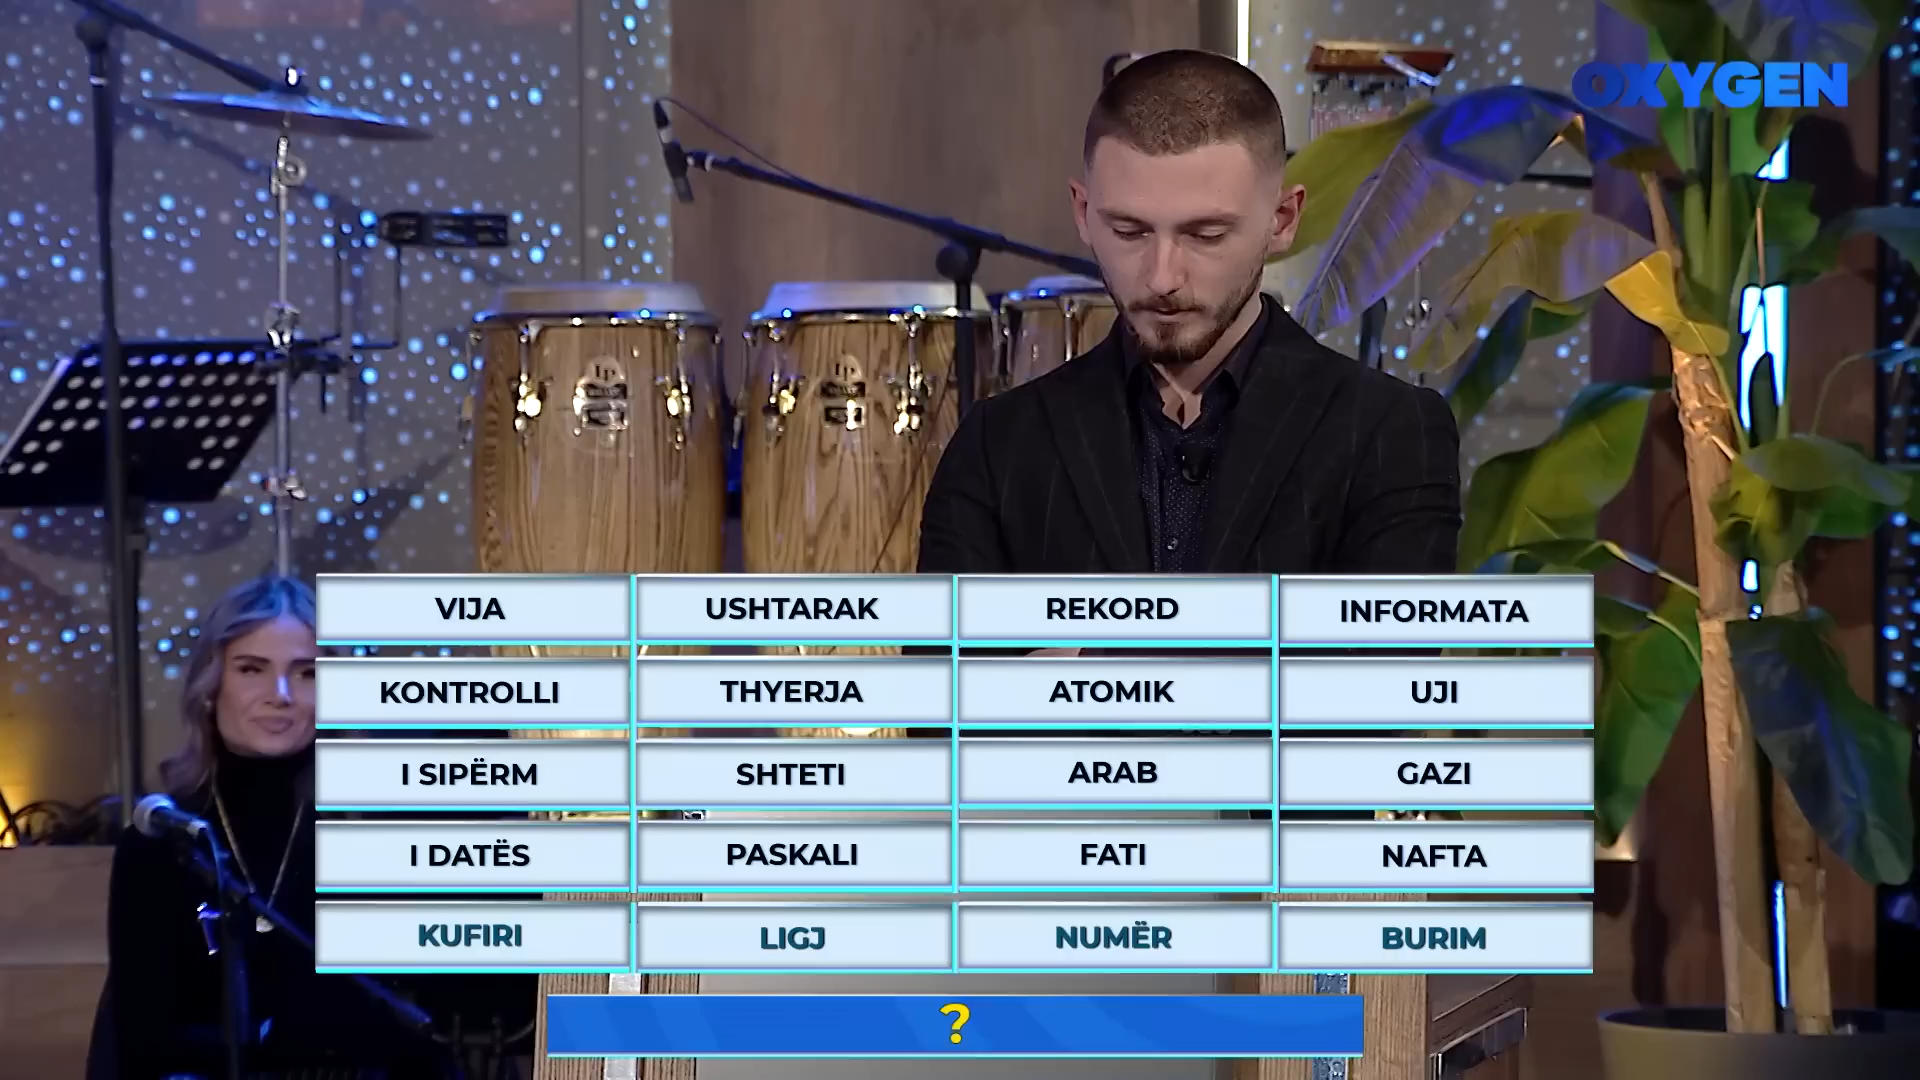 OXYGEN
VIJA USHTARAK REKORD INFORMATA
KONTROLLI THYERJA ATOMIK UJI
I SIPËRM SHTETI ARAB GAZI
I DATËS PASKALI FATI NAFTA
KUFIRI LIGJ NUMËR BURIM
?